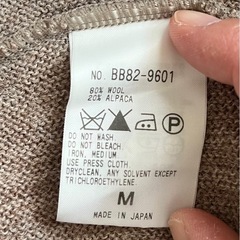 NO. BB82-9601
80% WOOL
20% ALPACA
P
DO NOT WASH
DO NOT BLEACH.
IRON, MEDIUM
USE PRESS CLOTH.
DRYCLEAN, ANY SOLVENT EXCEPT
TRICHLOROETHYLENE.
M
MADE IN JAPAN